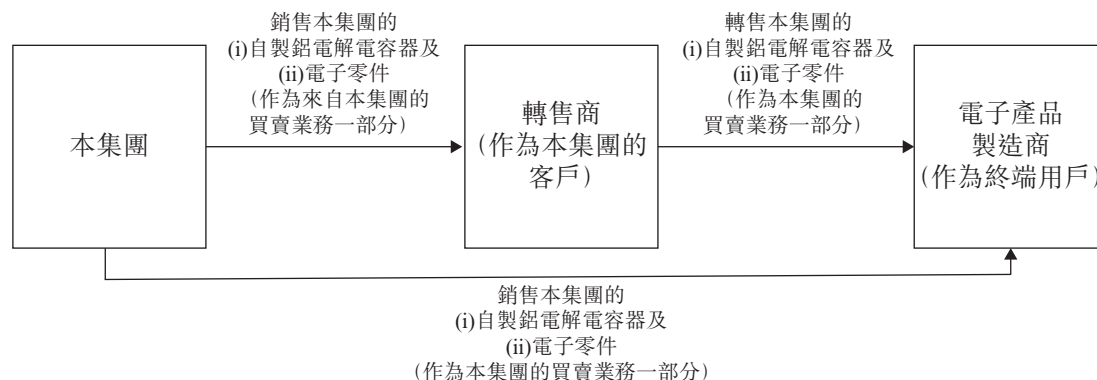 本集團
銷售本集團的
(i)自製鋁電解電容器及
(ii)電子零件
(作為來自本集團的
買賣業務一部分)
轉售商
(作為本集團的
客戶)
轉售本集團的
(i)自製鋁電解電容器及
(ii)電子零件
(作為本集團的
買賣業務一部分)
電子產品
製造商
(作為終端用戶)
銷售本集團的
(i)自製鋁電解電容器及
(ii)電子零件
(作為本集團的買賣業務一部分)